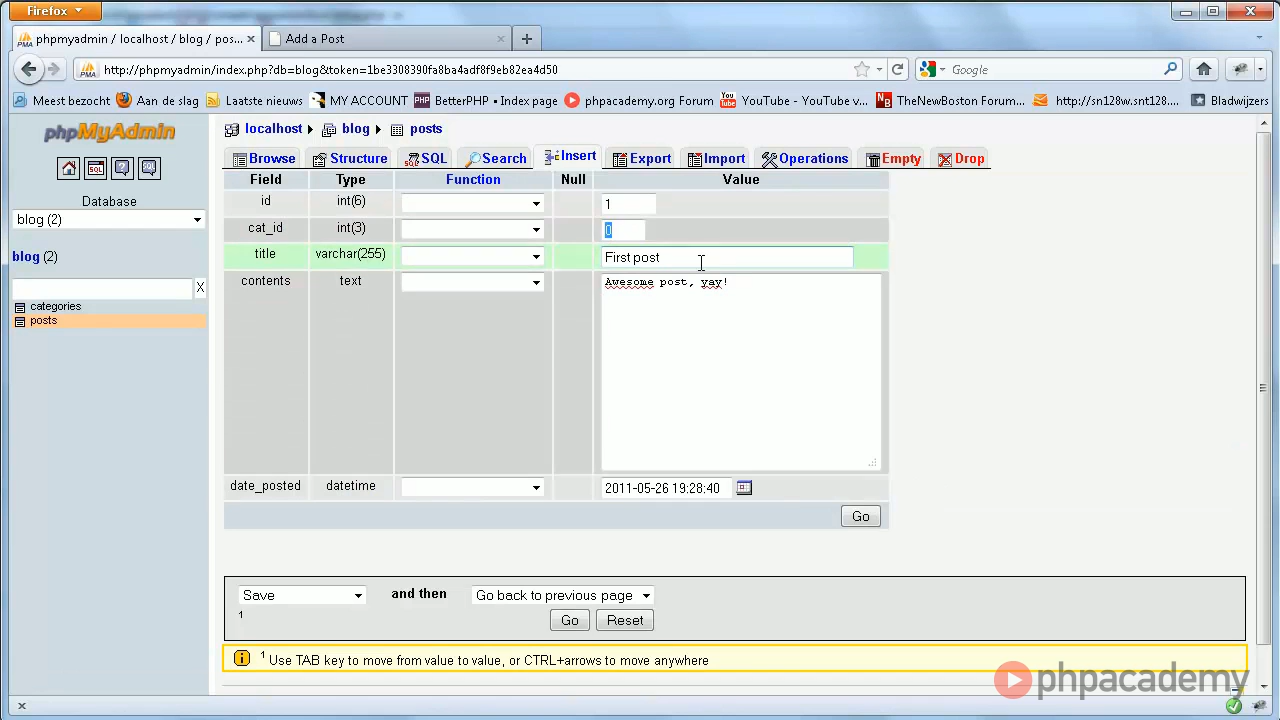 Firefox
phpmyadmin / localhost / blog / pos... × Add a Post × +
http://phpmyadmin/index.php?db=blog&token=1be3308390fa8ba4adf8f9eb82ea4d50 Google
Meest bezocht Aan de slag Laatste nieuws MY ACCOUNT BetterPHP • Index page phpacademy.org Forum YouTube - YouTube v... TheNewBoston Forum... http://sn128w.snt128.... Bladwijzers
phpMyAdmin
Database
blog (2)
blog (2)
X
categories
posts
localhost blog posts
Browse Structure SQL Search Insert Export Import Operations Empty Drop
Field Type Function Null Value
id int(6) 1
cat_id int(3) 0
title varchar(255) First post
contents text Awesome post, yay!
date_posted datetime 2011-05-26 19:28:40
Go
Save and then Go back to previous page
1
Go Reset
1 Use TAB key to move from value to value, or CTRL+arrows to move anywhere
phpacademy
×